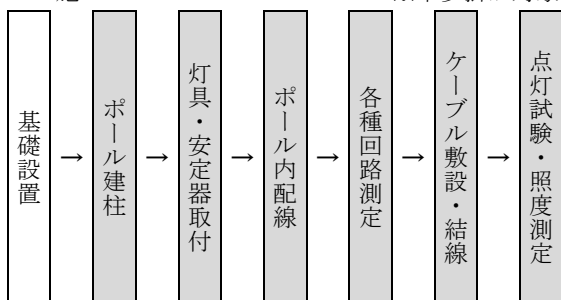 基礎設置
→
ポール建柱
→
灯具・安定器取付
→
ポール内配線
→
各種回路測定
→
ケーブル敷設・結線
→
点灯試験・照度測定